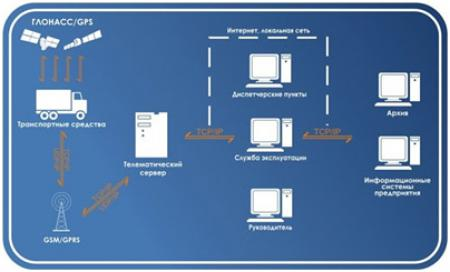 ГЛОНАСС/GPS
Интернет, локальная сеть
Диспетчерские пункты
Транспортные средства
Архив
TCP/IP
TCP/IP
Телематический
сервер
Служба эксплуатации
Информационные
системы
предприятия
GSM/GPRS
Руководитель